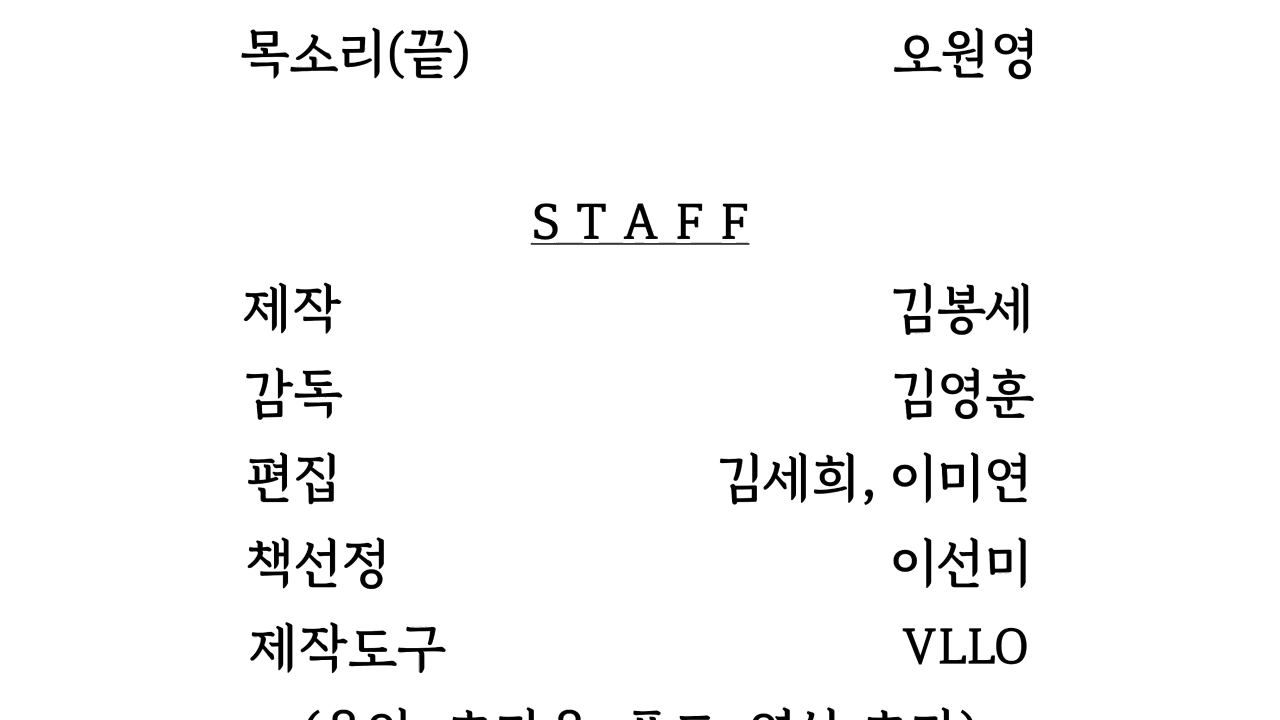 목소리(끝) 오원영
S T A F F
제작 김봉세
감독 김영훈
편집 김세희, 이미연
책선정 이선미
제작도구 VLLO